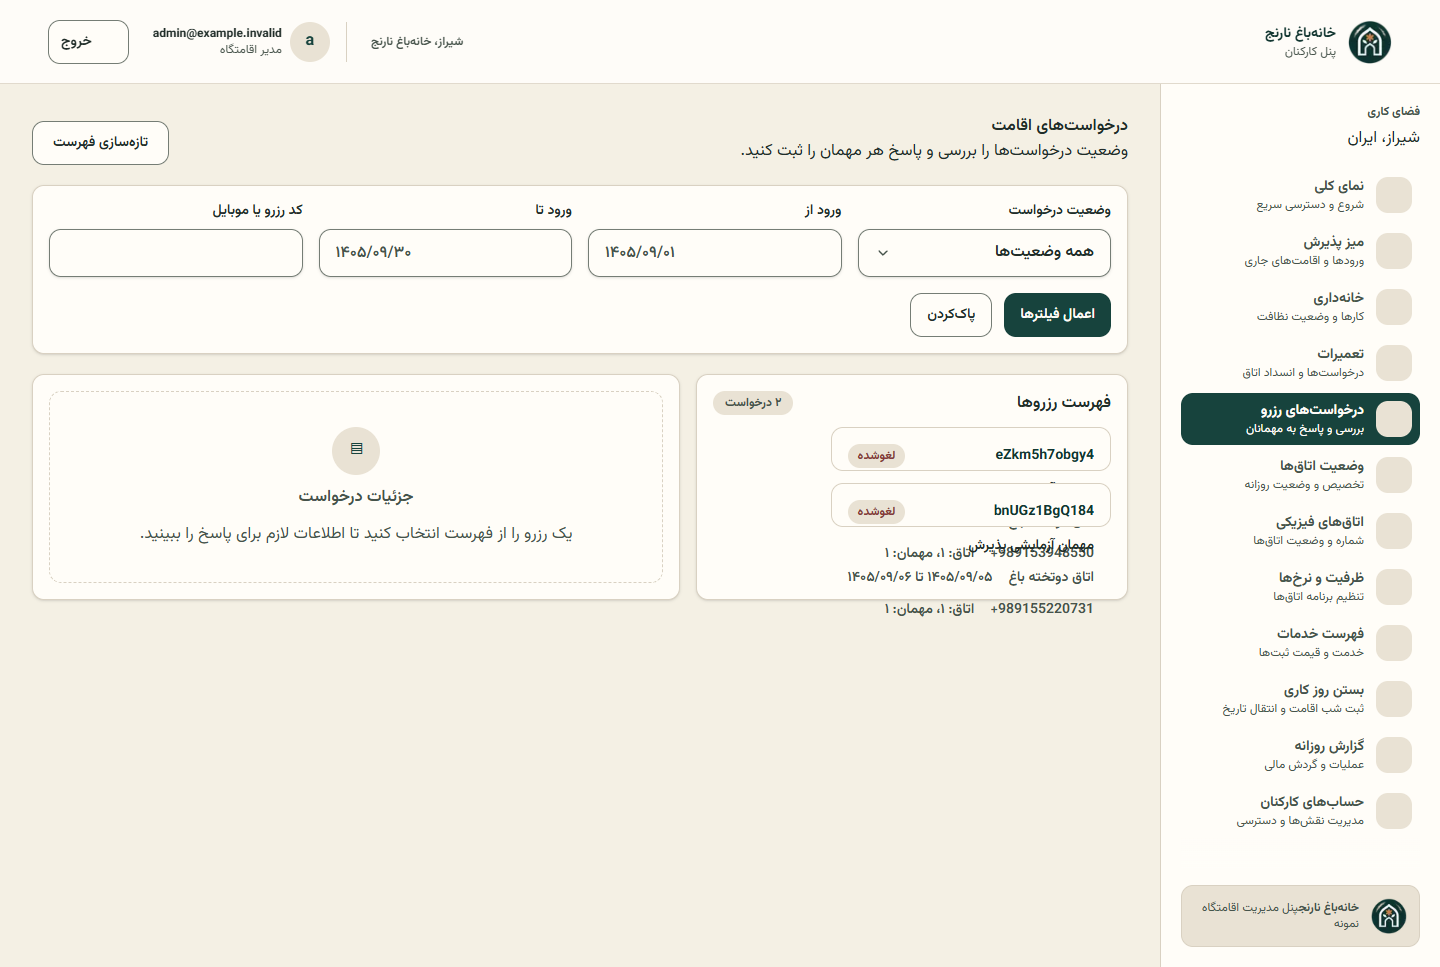 خانه‌باغ نارنج
پنل کارکنان
شیراز، خانه‌باغ نارنج
a
admin@example.invalid
مدیر اقامتگاه
خروج
فضای کاری
شیراز، ایران
نمای کلی
شروع و دسترسی سریع
میز پذیرش
ورودها و اقامت‌های جاری
خانه‌داری
کارها و وضعیت نظافت
تعمیرات
درخواست‌ها و انسداد اتاق
درخواست‌های رزرو
بررسی و پاسخ به مهمانان
وضعیت اتاق‌ها
تخصیص و وضعیت روزانه
اتاق‌های فیزیکی
شماره و وضعیت اتاق‌ها
ظرفیت و نرخ‌ها
تنظیم برنامه اتاق‌ها
فهرست خدمات
خدمت و قیمت ثبت‌ها
بستن روز کاری
ثبت شب اقامت و انتقال تاریخ
گزارش روزانه
عملیات و گردش مالی
حساب‌های کارکنان
مدیریت نقش‌ها و دسترسی
خانه‌باغ نارنج‌پنل مدیریت اقامتگاه
نمونه
درخواست‌های اقامت
وضعیت درخواست‌ها را بررسی و پاسخ هر مهمان را ثبت کنید.
تازه‌سازی فهرست
وضعیت درخواست
ورود از
ورود تا
کد رزرو یا موبایل
همه وضعیت‌ها
۱۴۰۵/۰۹/۰۱
۱۴۰۵/۰۹/۳۰
اعمال فیلترها
پاک‌کردن
فهرست رزروها
۲ درخواست
eZkm5h7obgy4
لغوشده
bnUGz1BgQ184
لغوشده
مهمان آزمایشی پذیرش
+989153948550 اتاق: ۱، مهمان: ۱
اتاق دوتخته باغ ۱۴۰۵/۰۹/۰۵ تا ۱۴۰۵/۰۹/۰۶
+989155220731 اتاق: ۱، مهمان: ۱
جزئیات درخواست
یک رزرو را از فهرست انتخاب کنید تا اطلاعات لازم برای پاسخ را ببینید.